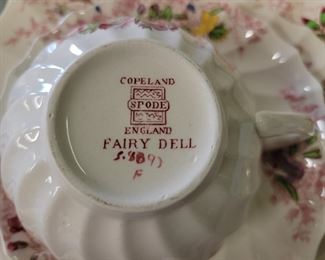 COPELAND
SPODE
ENGLAND
FAIRY DELL
F